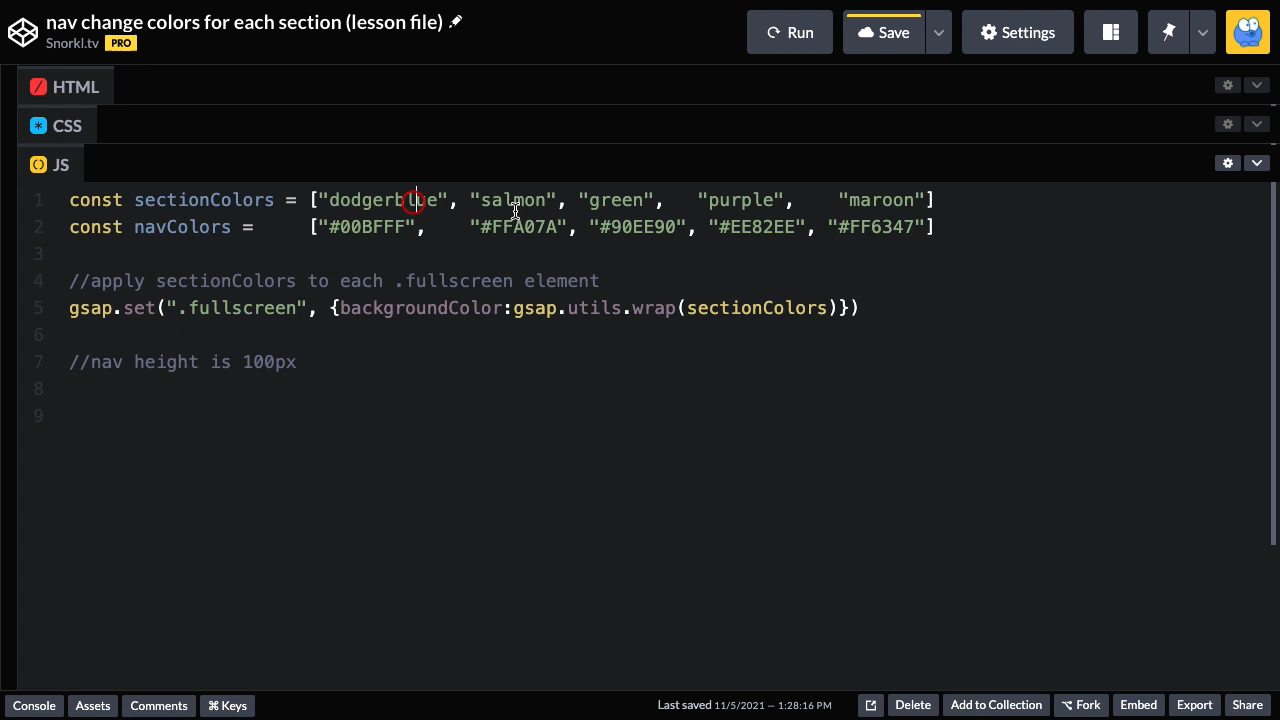 nav change colors for each section (lesson file)
Snorkl.tv PRO
Run
Save
Settings
HTML
CSS
JS
1 const sectionColors = ["dodgerblue", "salmon", "green",   "purple",    "maroon"]
2 const navColors =     ["#00BFFF",    "#FFA07A", "#90EE90", "#EE82EE", "#FF6347"]
3
4 //apply sectionColors to each .fullscreen element
5 gsap.set(".fullscreen", {backgroundColor:gsap.utils.wrap(sectionColors)})
6
7 //nav height is 100px
8
9
Console Assets Comments ⌘ Keys Last saved 11/5/2021 — 1:28:16 PM Delete Add to Collection ⌥ Fork Embed Export Share